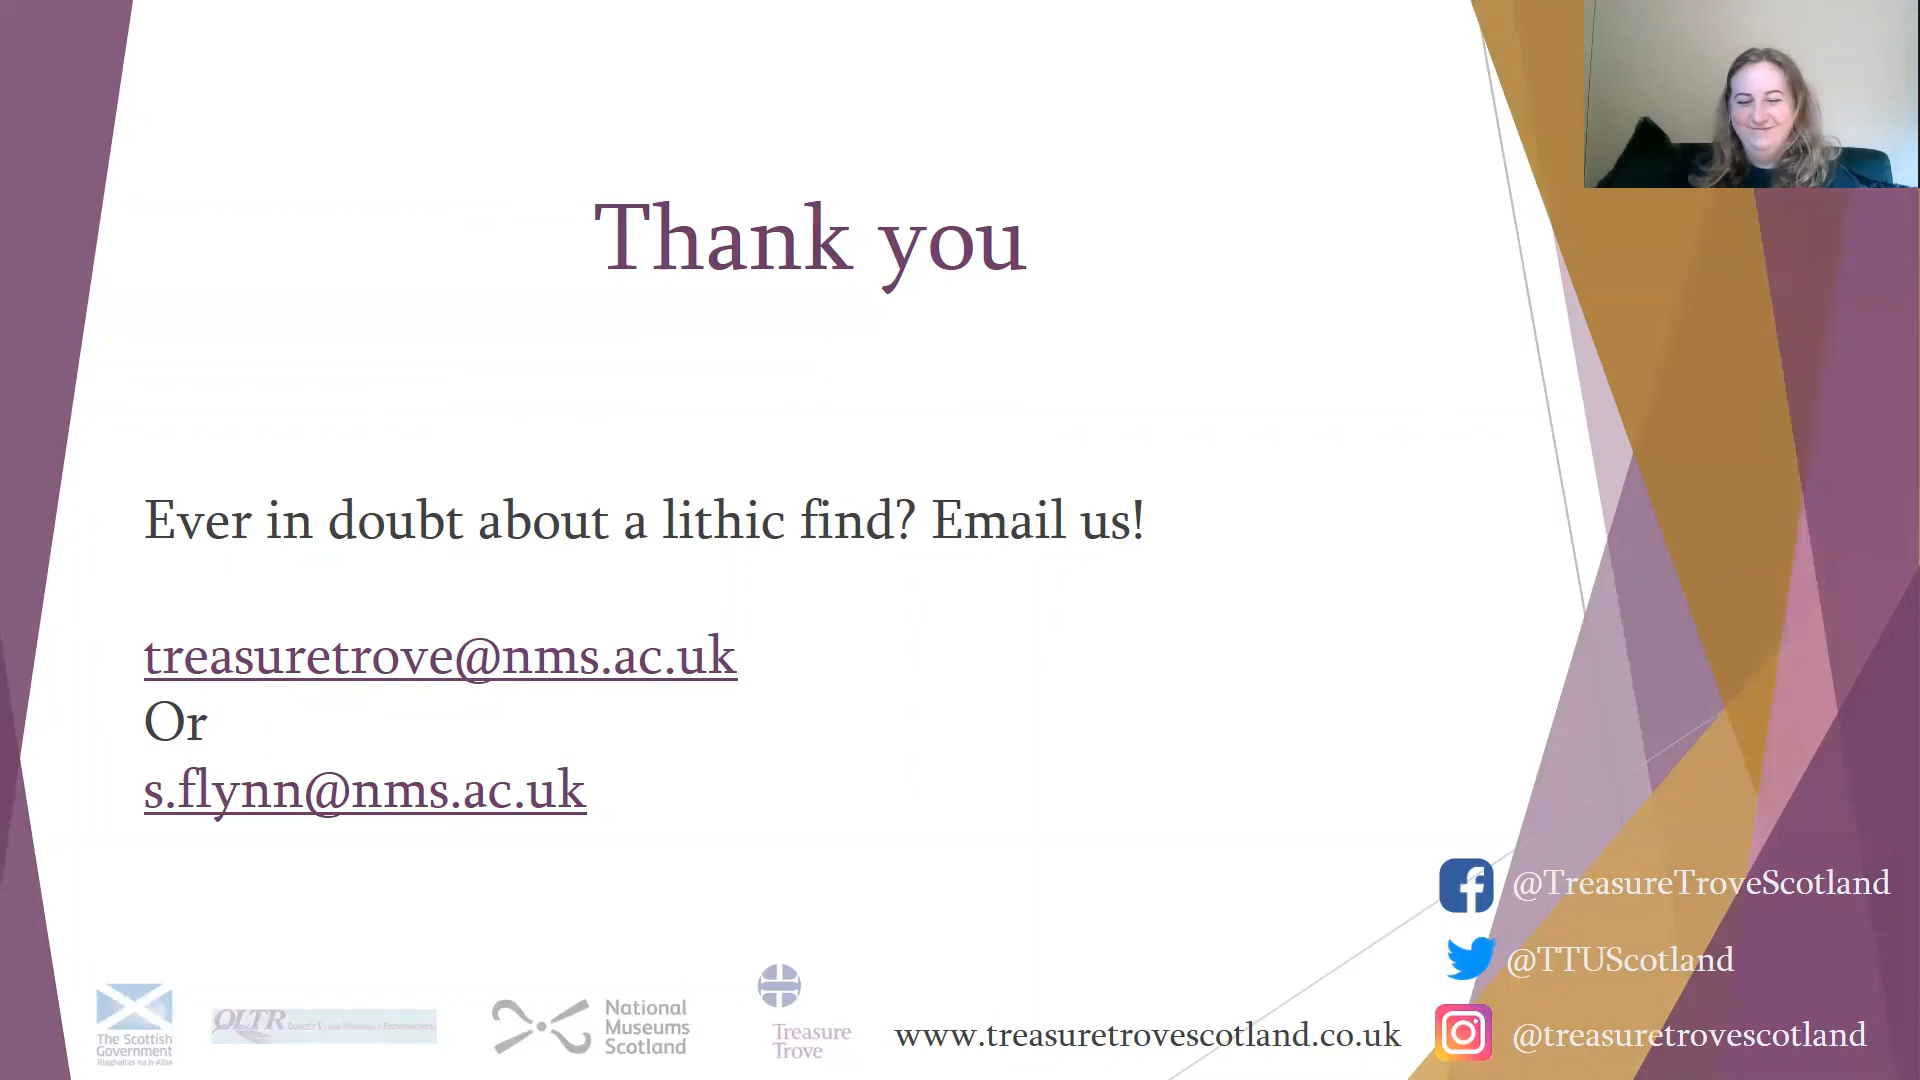 Thank you
Ever in doubt about a lithic find? Email us!
treasuretrove@nms.ac.uk
Or
s.flynn@nms.ac.uk
@TreasureTroveScotland
@TTUScotland
@treasuretrovescotland
The Scottish
Government
Riaghaltas na h-Alba
QLTR
National
Museums
Scotland
Treasure
Trove
www.treasuretrovescotland.co.uk